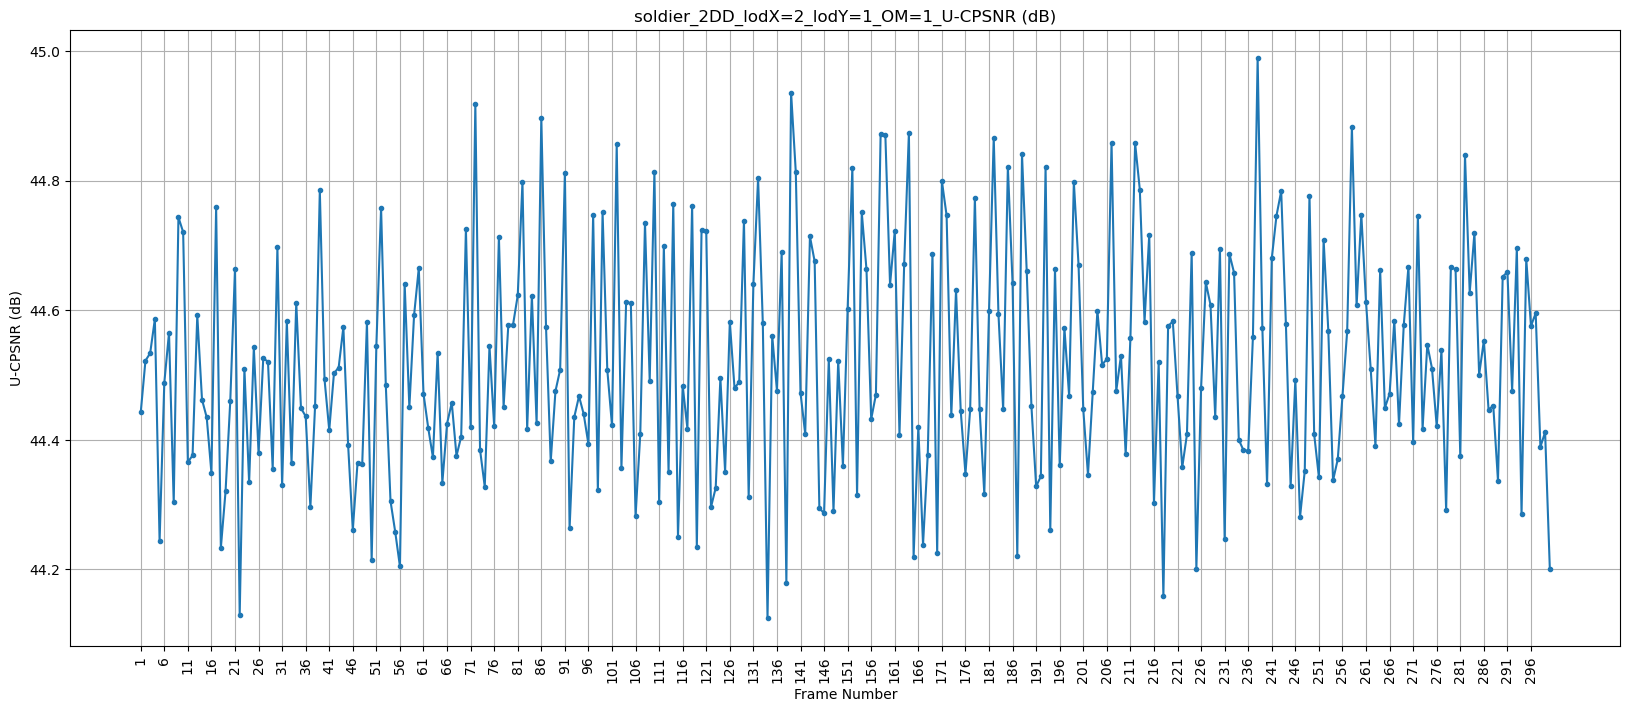 soldier_2DD_lodX=2_lodY=1_OM=1_U-CPSNR (dB)
45.0
44.8
44.6
44.4
44.2
U-CPSNR (dB)
1 6 11 16 21 26 31 36 41 46 51 56 61 66 71 76 81 86 91 96 101 106 111 116 121 126 131 136 141 146 151 156 161 166 171 176 181 186 191 196 201 206 211 216 221 226 231 236 241 246 251 256 261 266 271 276 281 286 291 296
Frame Number